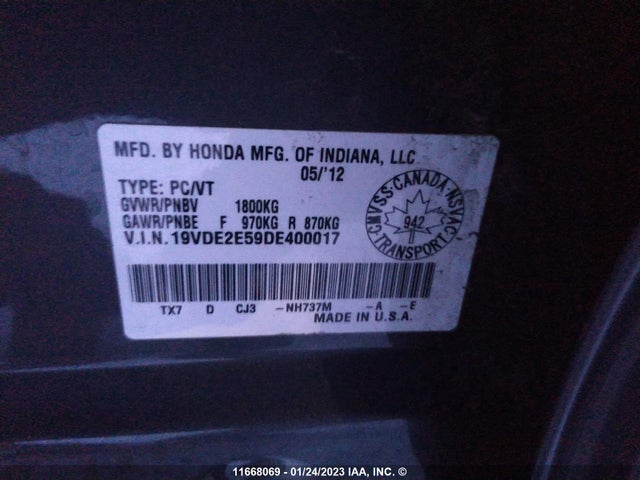 MFD. BY HONDA MFG. OF INDIANA, LLC
05/'12
TYPE: PC/VT
GVWR/PNBV 1800KG
GAWR/PNBE F 970KG R 870KG
V.I.N. 19VDE2E59DE400017
CMVSS·CANADA·NSVAC
942
TRANSPORT
TX7 D CJ3 -NH737M -A -E
MADE IN U.S.A.
11668069 - 01/24/2023 IAA, INC. ©